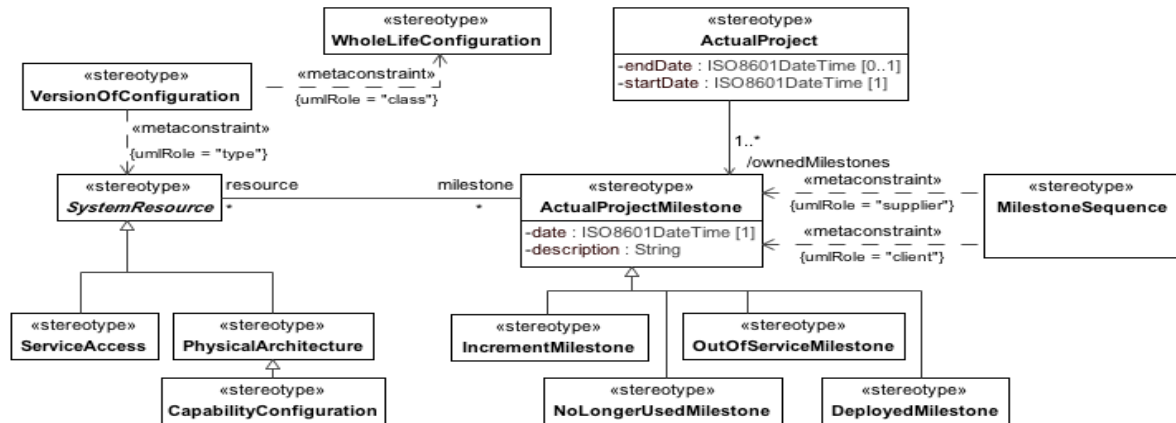 «stereotype»
WholeLifeConfiguration
«stereotype»
ActualProject
-endDate : ISO8601DateTime [0..1]
-startDate : ISO8601DateTime [1]
«stereotype»
VersionOfConfiguration
«metaconstraint»
{umlRole = "class"}
«metaconstraint»
{umlRole = "type"}
1..*
/ownedMilestones
«stereotype»
SystemResource
resource
*
milestone
*
«stereotype»
ActualProjectMilestone
-date : ISO8601DateTime [1]
-description : String
«metaconstraint»
{umlRole = "supplier"}
«metaconstraint»
{umlRole = "client"}
«stereotype»
MilestoneSequence
«stereotype»
ServiceAccess
«stereotype»
PhysicalArchitecture
«stereotype»
IncrementMilestone
«stereotype»
OutOfServiceMilestone
«stereotype»
CapabilityConfiguration
«stereotype»
NoLongerUsedMilestone
«stereotype»
DeployedMilestone